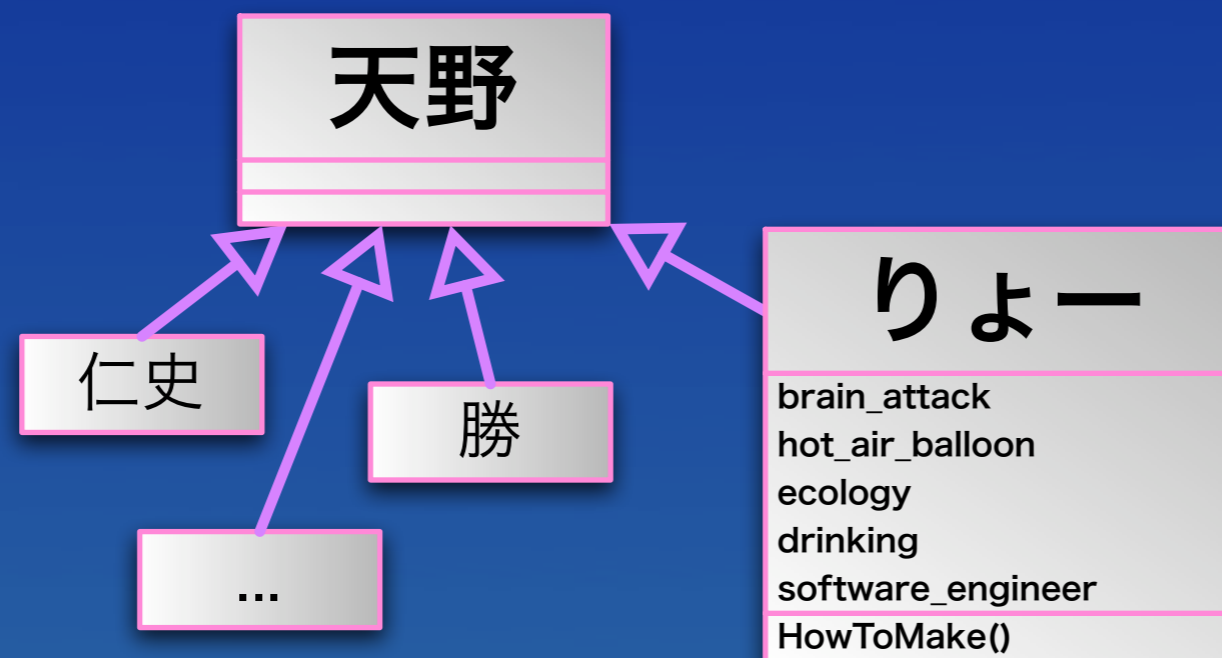 天野
りょー
仁史
勝
...
brain_attack
hot_air_balloon
ecology
drinking
software_engineer
HowToMake()